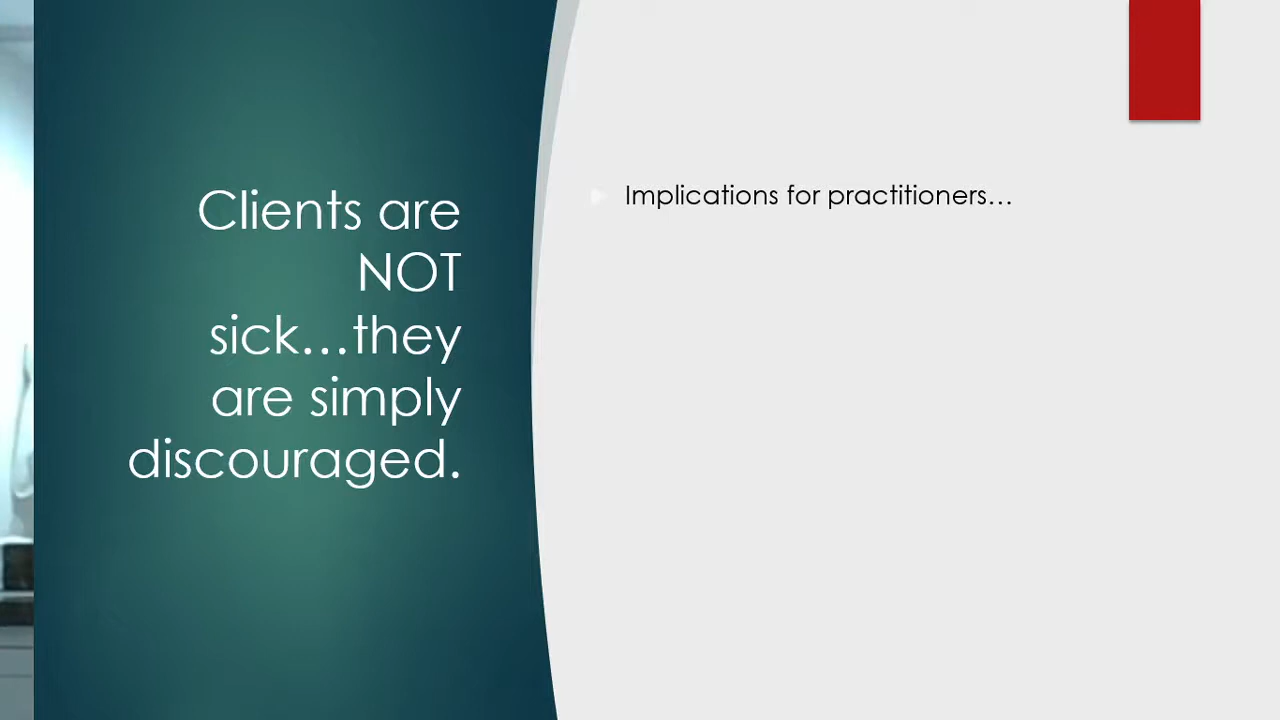 Clients are
NOT
sick...they
are simply
discouraged.
Implications for practitioners...